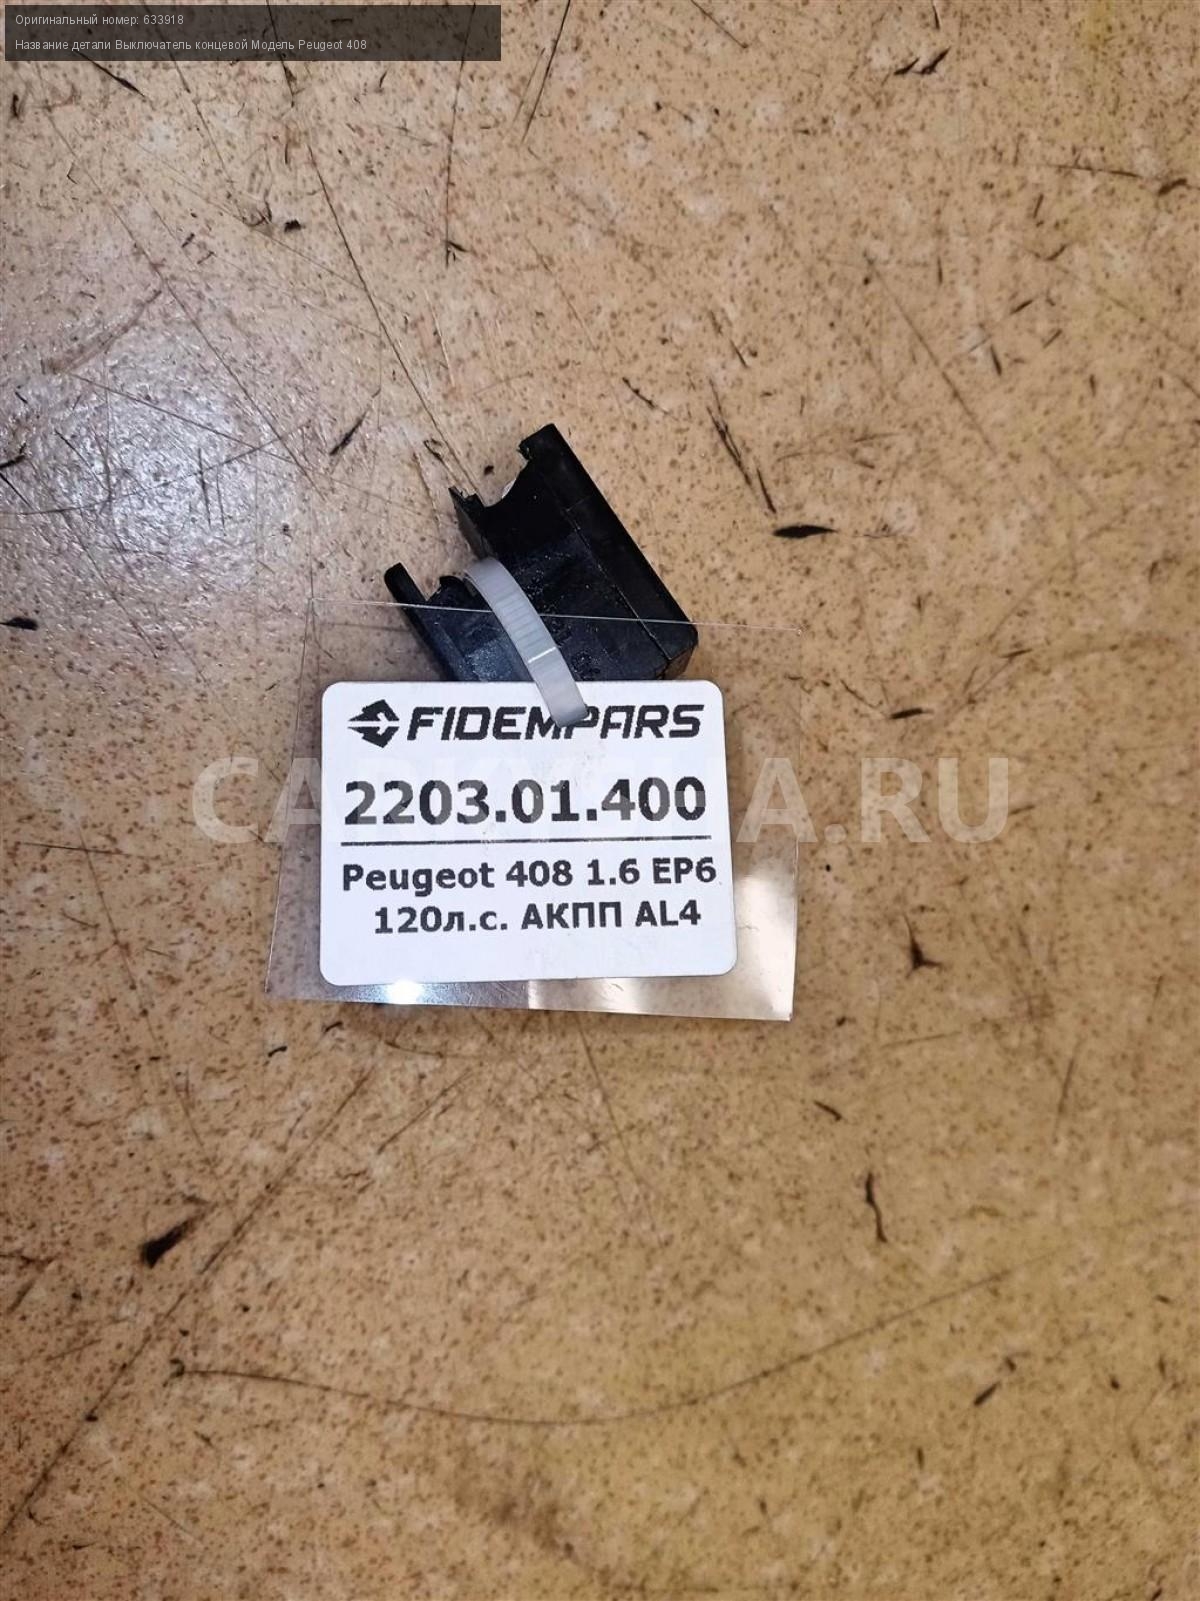 Оригинальный номер: 633918
Название детали Выключатель концевой Модель Peugeot 408
FIDEMPARS
2203.01.400
Peugeot 408 1.6 EP6
120л.с. АКПП AL4